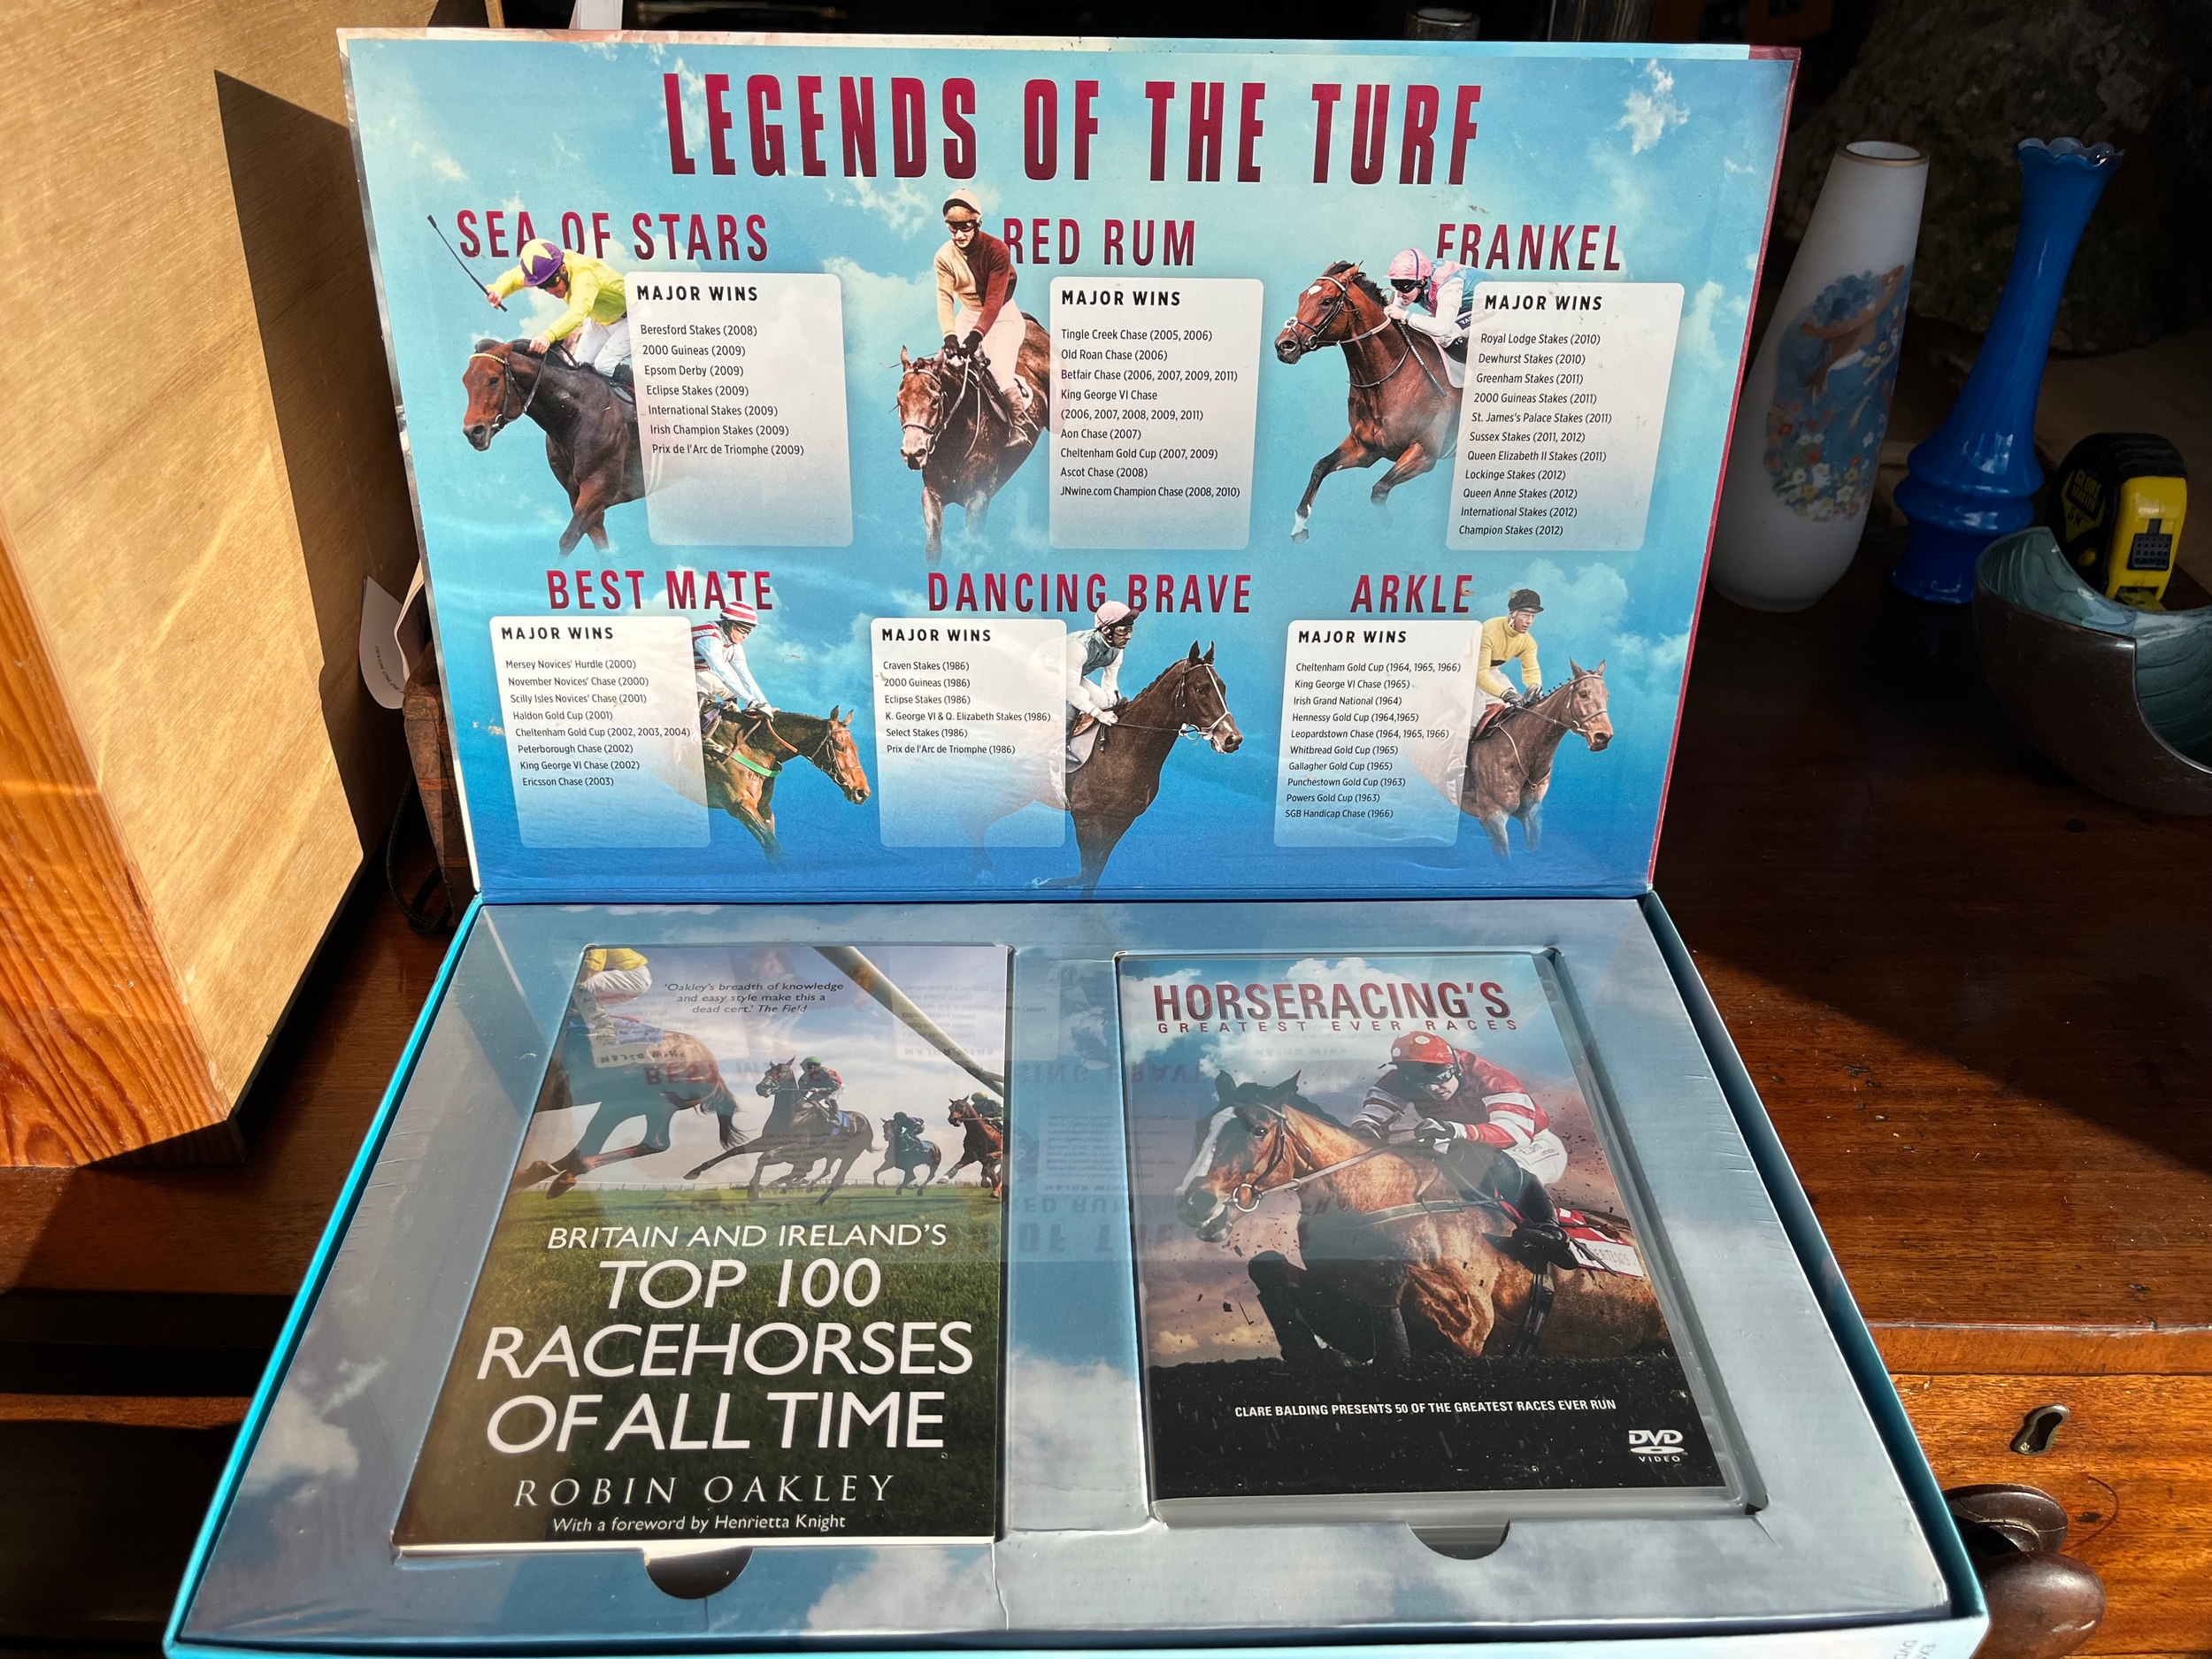 LEGENDS OF THE TURF
SEA OF STARS
MAJOR WINS
Beresford Stakes (2008)
2000 Guineas (2009)
Epsom Derby (2009)
Eclipse Stakes (2009)
International Stakes (2009)
Irish Champion Stakes (2009)
Prix de l'Arc de Triomphe (2009)
RED RUM
MAJOR WINS
Tingle Creek Chase (2005, 2006)
Old Roan Chase (2006)
Betfair Chase (2006, 2007, 2009, 2011)
King George VI Chase
(2006, 2007, 2008, 2009, 2011)
Aon Chase (2007)
Cheltenham Gold Cup (2007, 2009)
Ascot Chase (2008)
JNwine.com Champion Chase (2008, 2010)
FRANKEL
MAJOR WINS
Royal Lodge Stakes (2010)
Dewhurst Stakes (2010)
Greenham Stakes (2011)
2000 Guineas Stakes (2011)
St. James's Palace Stakes (2011)
Sussex Stakes (2011, 2012)
Queen Elizabeth II Stakes (2011)
Lockinge Stakes (2012)
Queen Anne Stakes (2012)
International Stakes (2012)
Champion Stakes (2012)
BEST MATE
MAJOR WINS
Mersey Novices' Hurdle (2000)
November Novices' Chase (2000)
Scilly Isles Novices' Chase (2001)
Haldon Gold Cup (2001)
Cheltenham Gold Cup (2002, 2003, 2004)
Peterborough Chase (2002)
King George VI Chase (2002)
Ericsson Chase (2003)
DANCING BRAVE
MAJOR WINS
Craven Stakes (1986)
2000 Guineas (1986)
Eclipse Stakes (1986)
K. George VI & Q. Elizabeth Stakes (1986)
Select Stakes (1986)
Prix de l'Arc de Triomphe (1986)
ARKLE
MAJOR WINS
Cheltenham Gold Cup (1964, 1965, 1966)
King George VI Chase (1965)
Irish Grand National (1964)
Hennessy Gold Cup (1964,1965)
Leopardstown Chase (1964, 1965, 1966)
Whitbread Gold Cup (1965)
Gallagher Gold Cup (1965)
Punchestown Gold Cup (1963)
Powers Gold Cup (1963)
SGB Handicap Chase (1966)
'Oakley's breadth of knowledge
and easy style make this a
dead cert.' The Field
BRITAIN AND IRELAND'S
TOP 100
RACEHORSES
OF ALL TIME
ROBIN OAKLEY
With a foreword by Henrietta Knight
HORSERACING'S
GREATEST EVER RACES
CLARE BALDING PRESENTS 50 OF THE GREATEST RACES EVER RUN
DVD
VIDEO